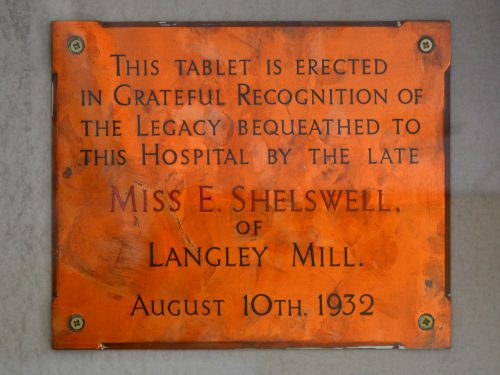 This tablet is erected
in Grateful Recognition of
the Legacy bequeathed to
this Hospital by the late
Miss E. Shelswell,
of
Langley Mill.
August 10th. 1932